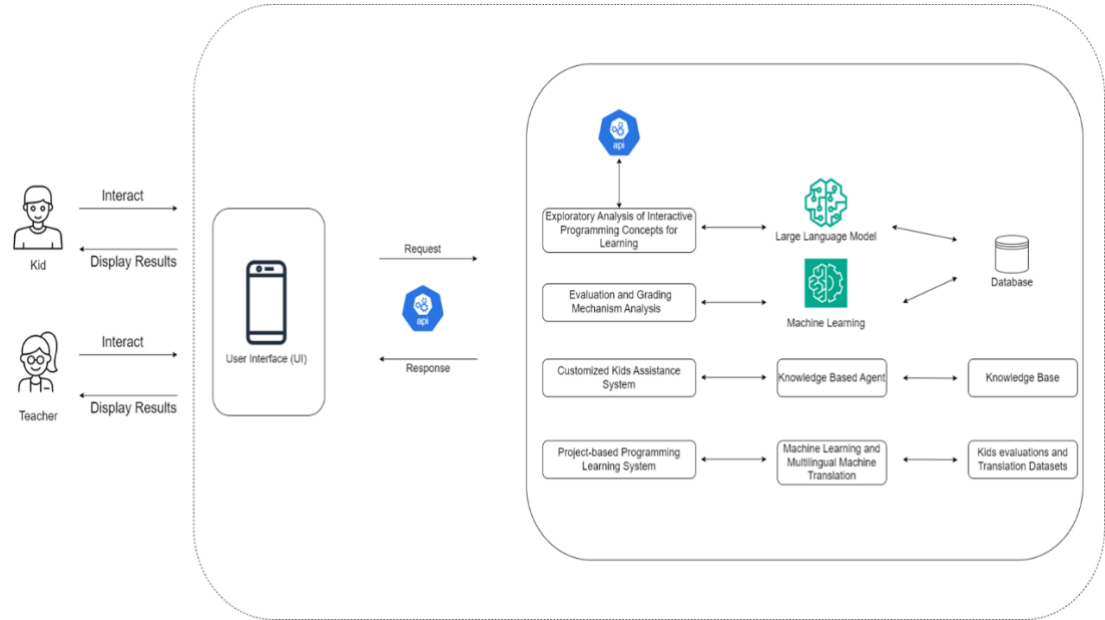 Interact
Display Results
Kid
Interact
Display Results
Teacher
User Interface (UI)
Request
api
Response
api
Exploratory Analysis of Interactive
Programming Concepts for
Learning
Large Language Model
Database
Evaluation and Grading
Mechanism Analysis
Machine Learning
Customized Kids Assistance
System
Knowledge Based Agent
Knowledge Base
Project-based Programming
Learning System
Machine Learning and
Multilingual Machine
Translation
Kids evaluations and
Translation Datasets